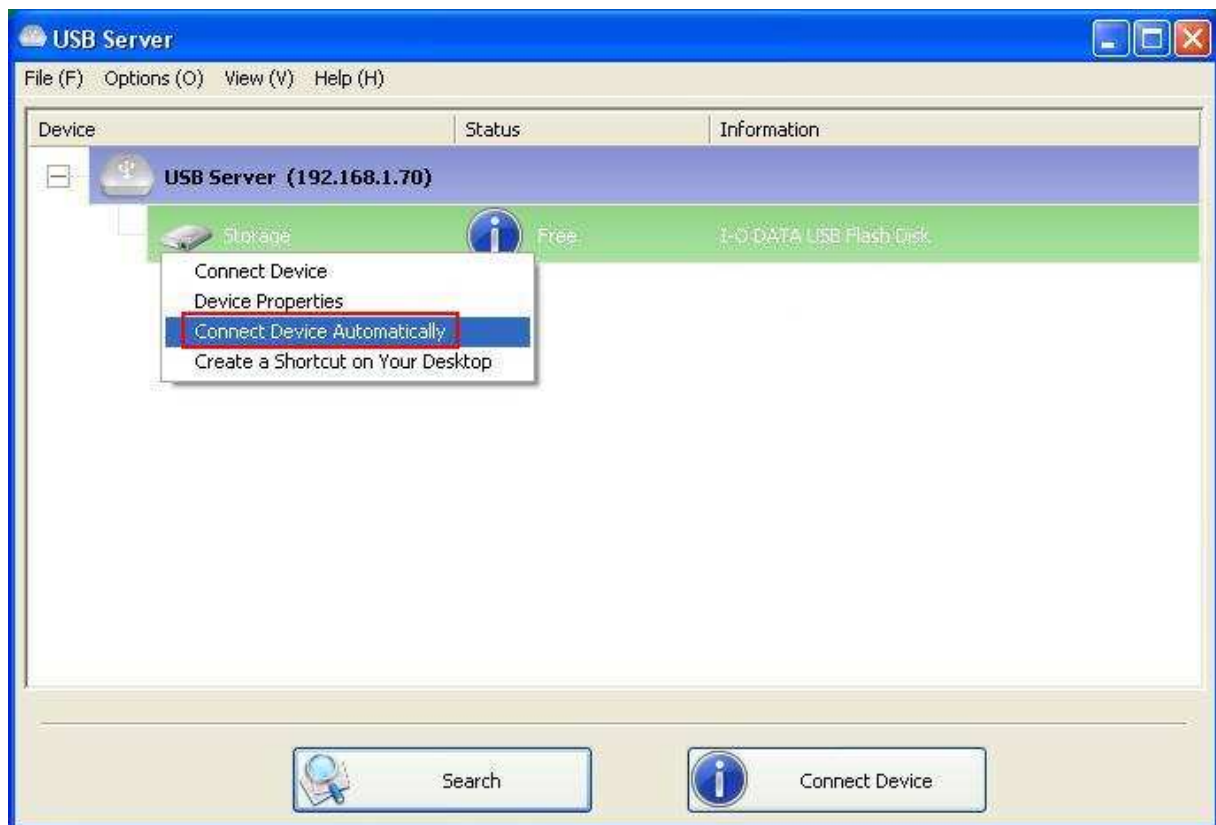 USB Server
File (F) Options (O) View (V) Help (H)
Device Status Information
USB Server (192.168.1.70)
Storage Free I-O DATA USB Flash Disk
Connect Device
Device Properties
Connect Device Automatically
Create a Shortcut on Your Desktop
Search Connect Device